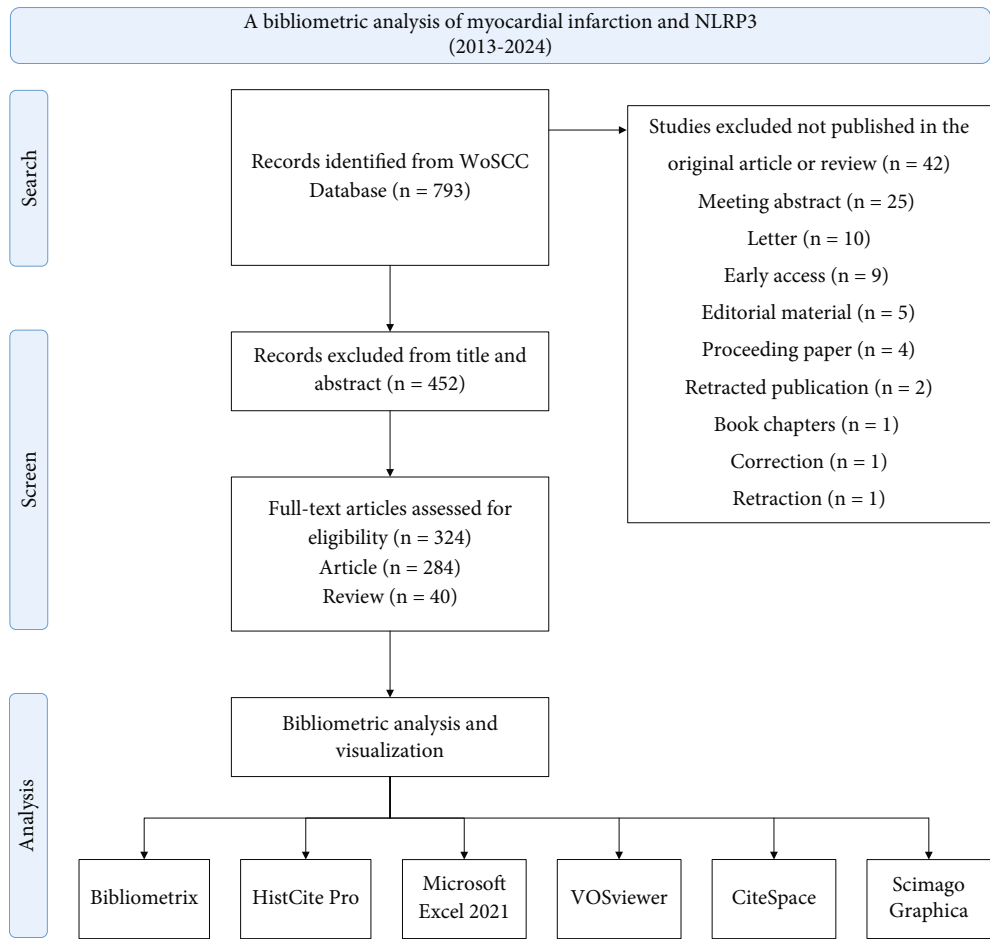 A bibliometric analysis of myocardial infarction and NLRP3
(2013-2024)
Search
Records identified from WoSCC
Database (n = 793)
Studies excluded not published in the
original article or review (n = 42)
Meeting abstract (n = 25)
Letter (n = 10)
Early access (n = 9)
Editorial material (n = 5)
Proceeding paper (n = 4)
Retracted publication (n = 2)
Book chapters (n = 1)
Correction (n = 1)
Retraction (n = 1)
Screen
Records excluded from title and
abstract (n = 452)
Full-text articles assessed for
eligibility (n = 324)
Article (n = 284)
Review (n = 40)
Analysis
Bibliometric analysis and
visualization
Bibliometrix
HistCite Pro
Microsoft
Excel 2021
VOSviewer
CiteSpace
Scimago
Graphica